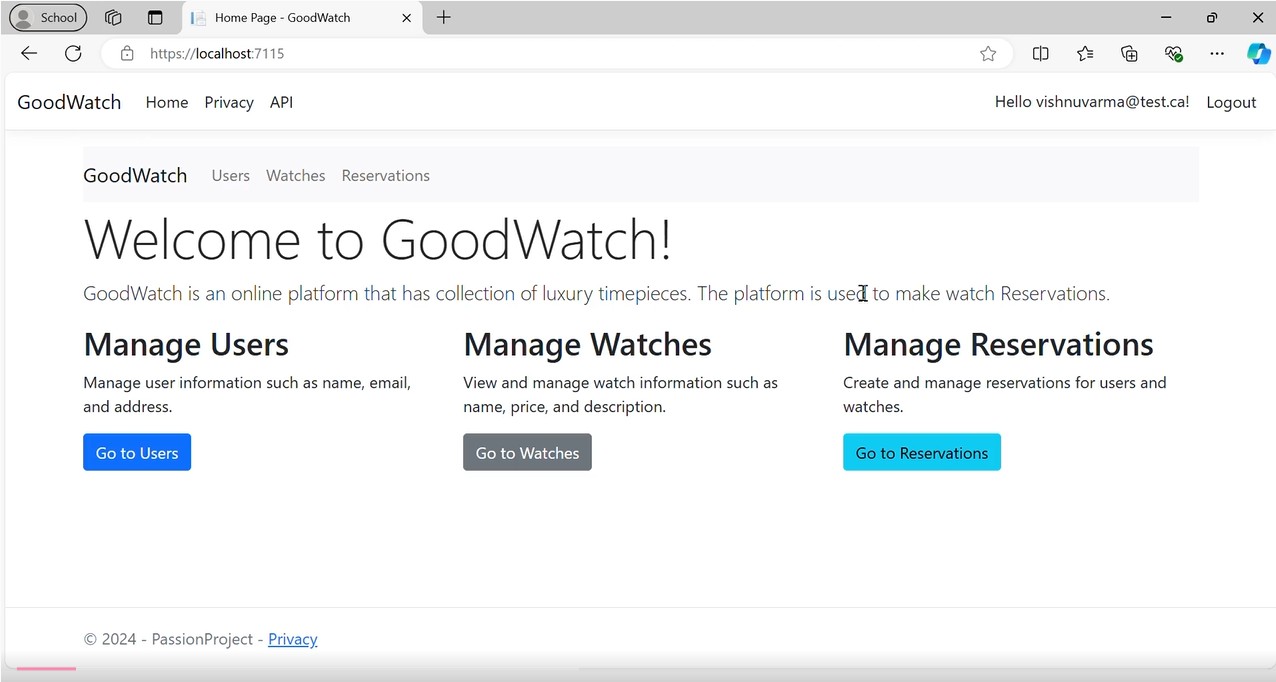 School
Home Page - GoodWatch
https://localhost:7115
GoodWatch Home Privacy API Hello vishnuvarma@test.ca! Logout
GoodWatch Users Watches Reservations
Welcome to GoodWatch!
GoodWatch is an online platform that has collection of luxury timepieces. The platform is used to make watch Reservations.
Manage Users
Manage user information such as name, email,
and address.
Go to Users
Manage Watches
View and manage watch information such as
name, price, and description.
Go to Watches
Manage Reservations
Create and manage reservations for users and
watches.
Go to Reservations
© 2024 - PassionProject - Privacy